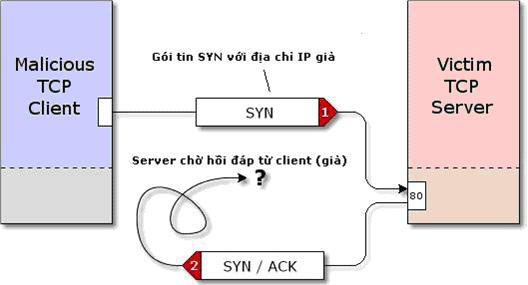 Malicious
TCP
Client
Gói tin SYN với địa chỉ IP giả
SYN
1
Victim
TCP
Server
Server chờ hồi đáp từ client (giả)
?
80
2
SYN / ACK